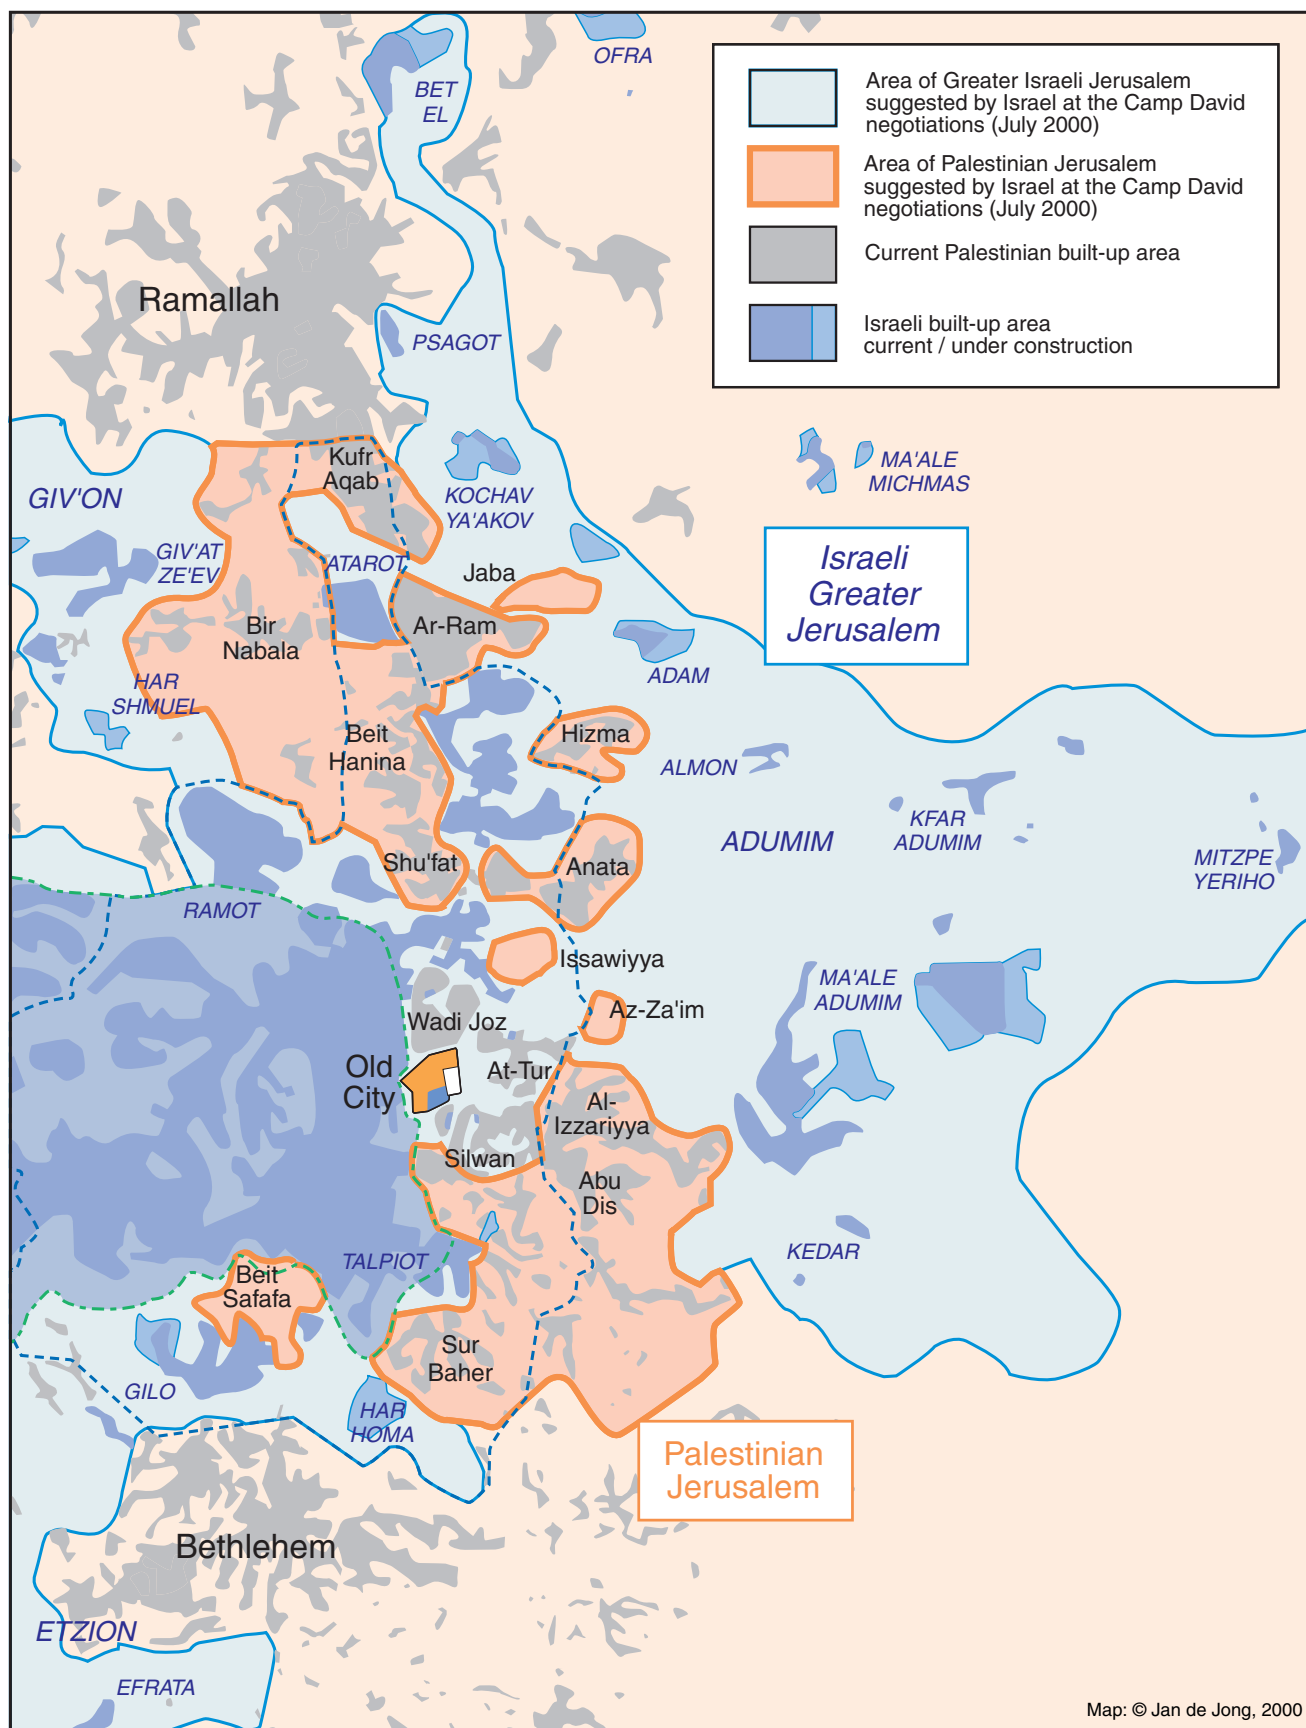 OFRA
BET
EL
Area of Greater Israeli Jerusalem
suggested by Israel at the Camp David
negotiations (July 2000)
Area of Palestinian Jerusalem
suggested by Israel at the Camp David
negotiations (July 2000)
Current Palestinian built-up area
Israeli built-up area
current / under construction
Ramallah
PSAGOT
Kufr
Aqab
KOCHAV
YA'AKOV
MA'ALE
MICHMAS
GIV'ON
GIV'AT
ZE'EV
ATAROT
Jaba
Israeli
Greater
Jerusalem
Bir
Nabala
Ar-Ram
ADAM
HAR
SHMUEL
Beit
Hanina
Hizma
ALMON
ADUMIM
KFAR
ADUMIM
MITZPE
YERIHO
Shu'fat
Anata
RAMOT
Issawiyya
MA'ALE
ADUMIM
Wadi Joz
Az-Za'im
Old
City
At-Tur
Al-
Izzariyya
Silwan
Abu
Dis
KEDAR
TALPIOT
Beit
Safafa
Sur
Baher
GILO
HAR
HOMA
Palestinian
Jerusalem
Bethlehem
ETZION
EFRATA
Map: © Jan de Jong, 2000